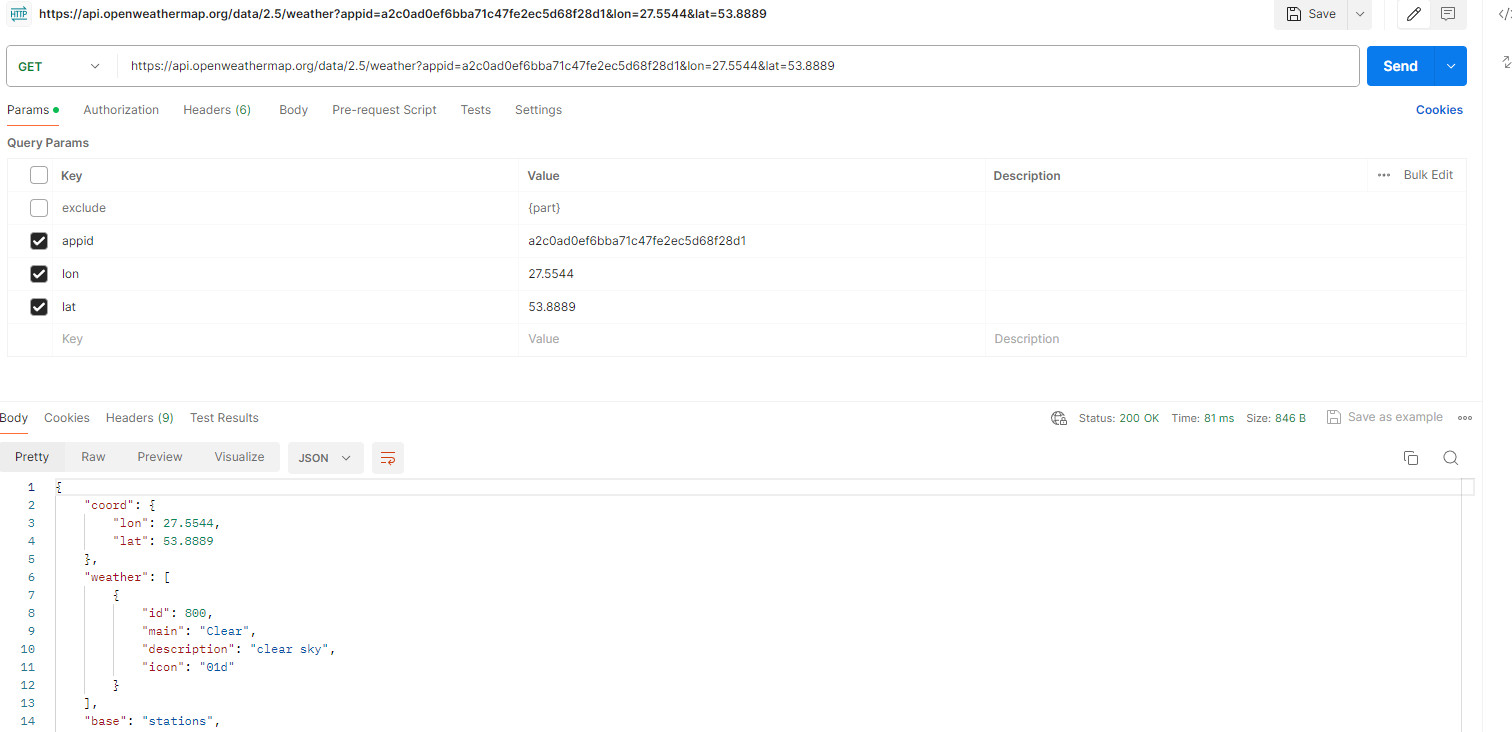 HTTP https://api.openweathermap.org/data/2.5/weather?appid=a2c0ad0ef6bba71c47fe2ec5d68f28d1&lon=27.5544&lat=53.8889 Save
GET https://api.openweathermap.org/data/2.5/weather?appid=a2c0ad0ef6bba71c47fe2ec5d68f28d1&lon=27.5544&lat=53.8889 Send
Params Authorization Headers (6) Body Pre-request Script Tests Settings Cookies
Query Params
Key Value Description ••• Bulk Edit
exclude {part}
appid a2c0ad0ef6bba71c47fe2ec5d68f28d1
lon 27.5544
lat 53.8889
Key Value Description
Body Cookies Headers (9) Test Results Status: 200 OK Time: 81 ms Size: 846 B Save as example
Pretty Raw Preview Visualize JSON
1 {
2 "coord": {
3 "lon": 27.5544,
4 "lat": 53.8889
5 },
6 "weather": [
7 {
8 "id": 800,
9 "main": "Clear",
10 "description": "clear sky",
11 "icon": "01d"
12 }
13 ],
14 "base": "stations",